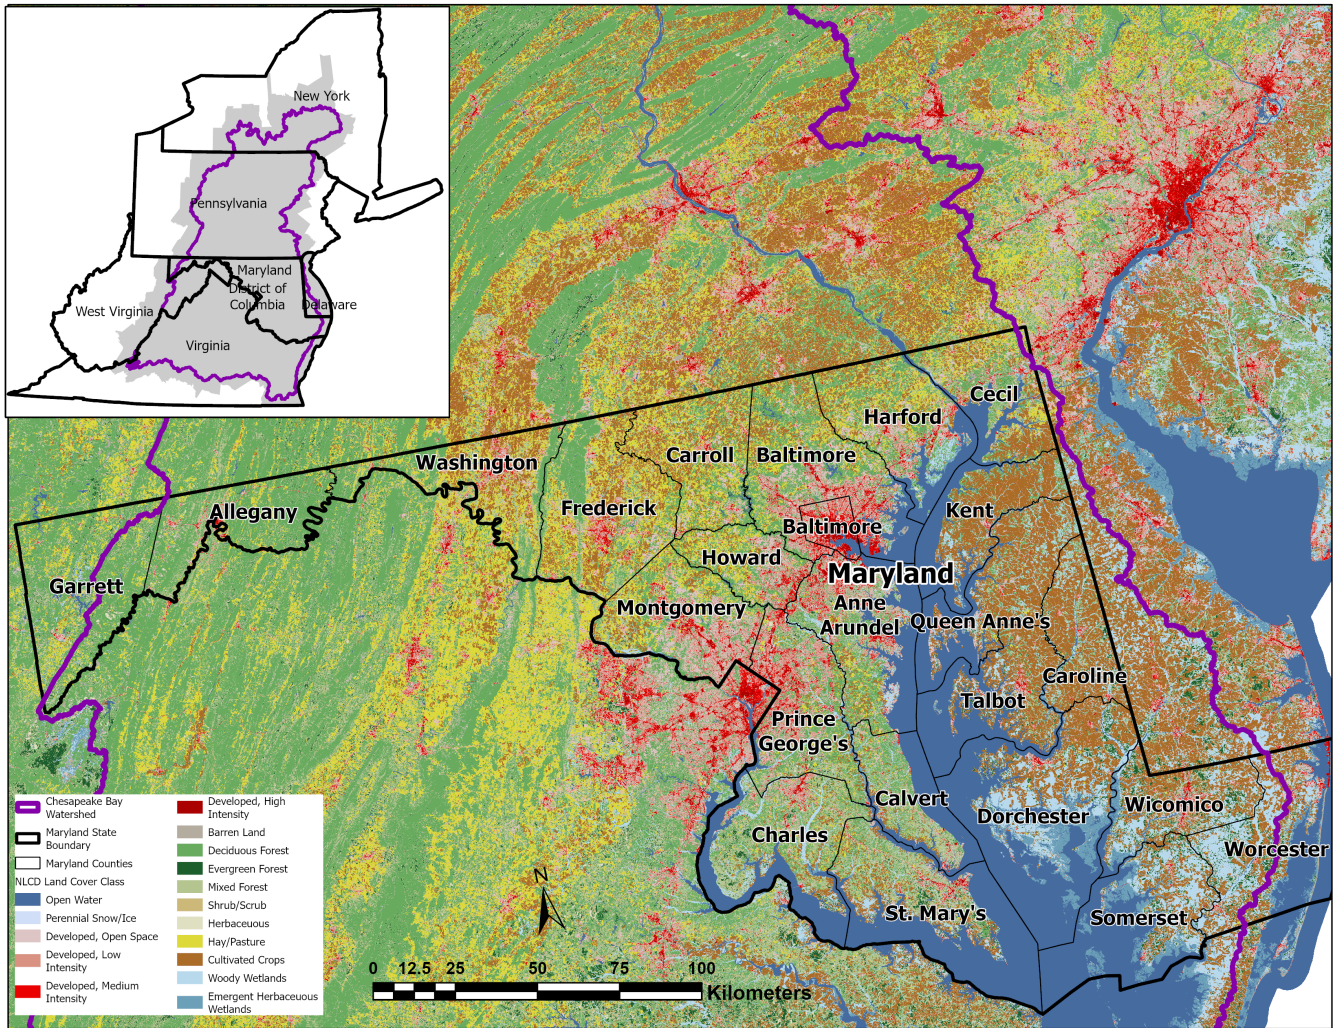 New York
Pennsylvania
Maryland
District of
Columbia
Delaware
West Virginia
Virginia
Cecil
Harford
Carroll
Baltimore
Washington
Frederick
Allegany
Kent
Baltimore
Howard
Maryland
Garrett
Montgomery
Anne
Arundel
Queen Anne's
Caroline
Talbot
Prince
George's
Calvert
Dorchester
Wicomico
Charles
Worcester
St. Mary's
Somerset
Chesapeake Bay
Watershed
Maryland State
Boundary
Maryland Counties
NLCD Land Cover Class
Open Water
Perennial Snow/Ice
Developed, Open Space
Developed, Low
Intensity
Developed, Medium
Intensity
Developed, High
Intensity
Barren Land
Deciduous Forest
Evergreen Forest
Mixed Forest
Shrub/Scrub
Herbaceous
Hay/Pasture
Cultivated Crops
Woody Wetlands
Emergent Herbaceuous
Wetlands
N
0 12.5 25 50 75 100
Kilometers